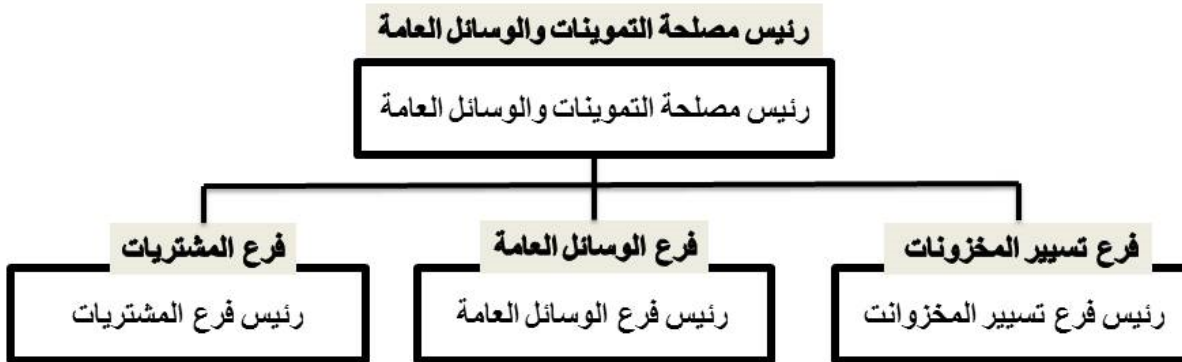 رئيس مصلحة التموينات والوسائل العامة
رئيس مصلحة التموينات والوسائل العامة
فرع تسيير المخزونات
رئيس فرع تسيير المخزوانت
فرع الوسائل العامة
رئيس فرع الوسائل العامة
فرع المشتريات
رئيس فرع المشتريات